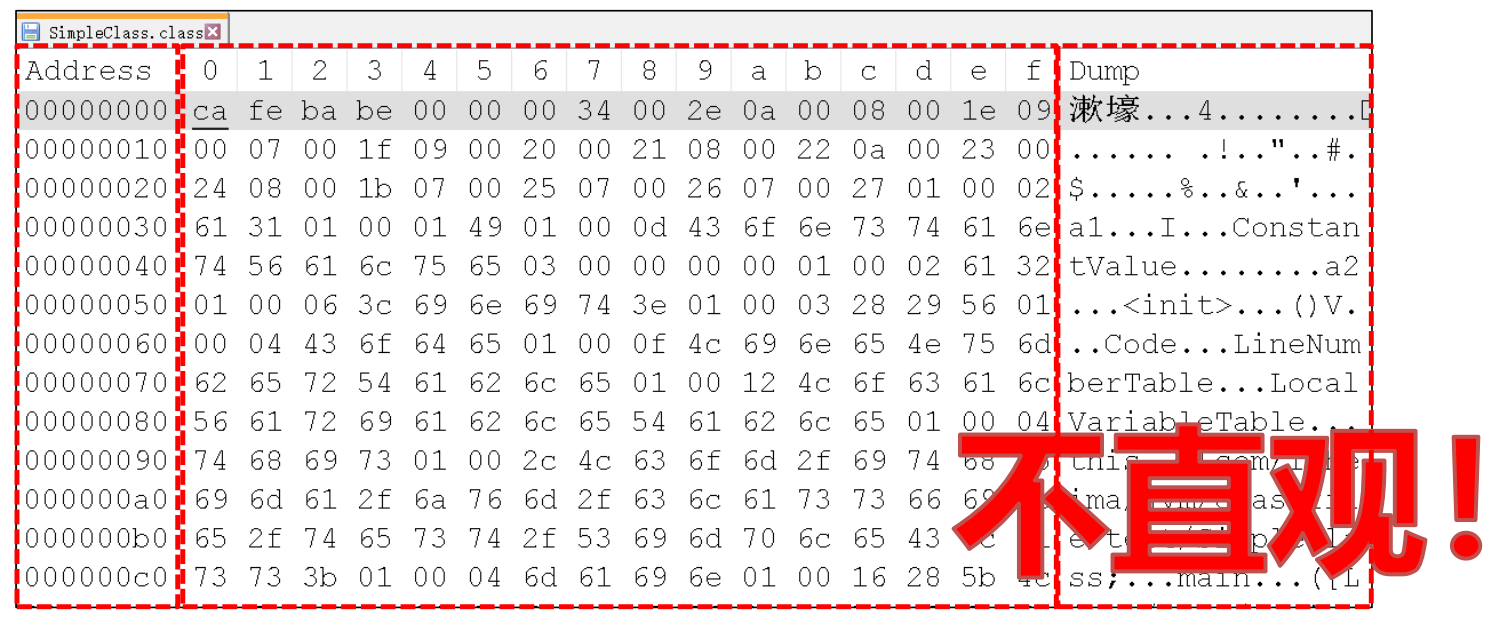 SimpleClass.class
Address 0 1 2 3 4 5 6 7 8 9 a b c d e f Dump
00000000 ca fe ba be 00 00 00 34 00 2e 0a 00 08 00 1e 09 漱壕...4........
00000010 00 07 00 1f 09 00 20 00 21 08 00 22 0a 00 23 00 ...... .!.."..#.
00000020 24 08 00 1b 07 00 25 07 00 26 07 00 27 01 00 02 $.....%..&..'...
00000030 61 31 01 00 01 49 01 00 0d 43 6f 6e 73 74 61 6e a1...I...Constan
00000040 74 56 61 6c 75 65 03 00 00 00 00 01 00 02 61 32 tValue........a2
00000050 01 00 06 3c 69 6e 69 74 3e 01 00 03 28 29 56 01 ...<init>...()V.
00000060 00 04 43 6f 64 65 01 00 0f 4c 69 6e 65 4e 75 6d ..Code...LineNum
00000070 62 65 72 54 61 62 6c 65 01 00 12 4c 6f 63 61 6c berTable...Local
00000080 56 61 72 69 61 62 6c 65 54 61 62 6c 65 01 00 04 VariableTable...
00000090 74 68 69 73 01 00 2c 4c 63 6f 6d 2f 69 74 68 this
000000a0 69 6d 61 2f 6a 76 6d 2f 63 6c 61 73 73 66 ima/
000000b0 65 2f 74 65 73 74 2f 53 69 6d 70 6c 65 43
000000c0 73 73 3b 01 00 04 6d 61 69 6e 01 00 16 28 5b 4c ss;...main...([L
不直观！